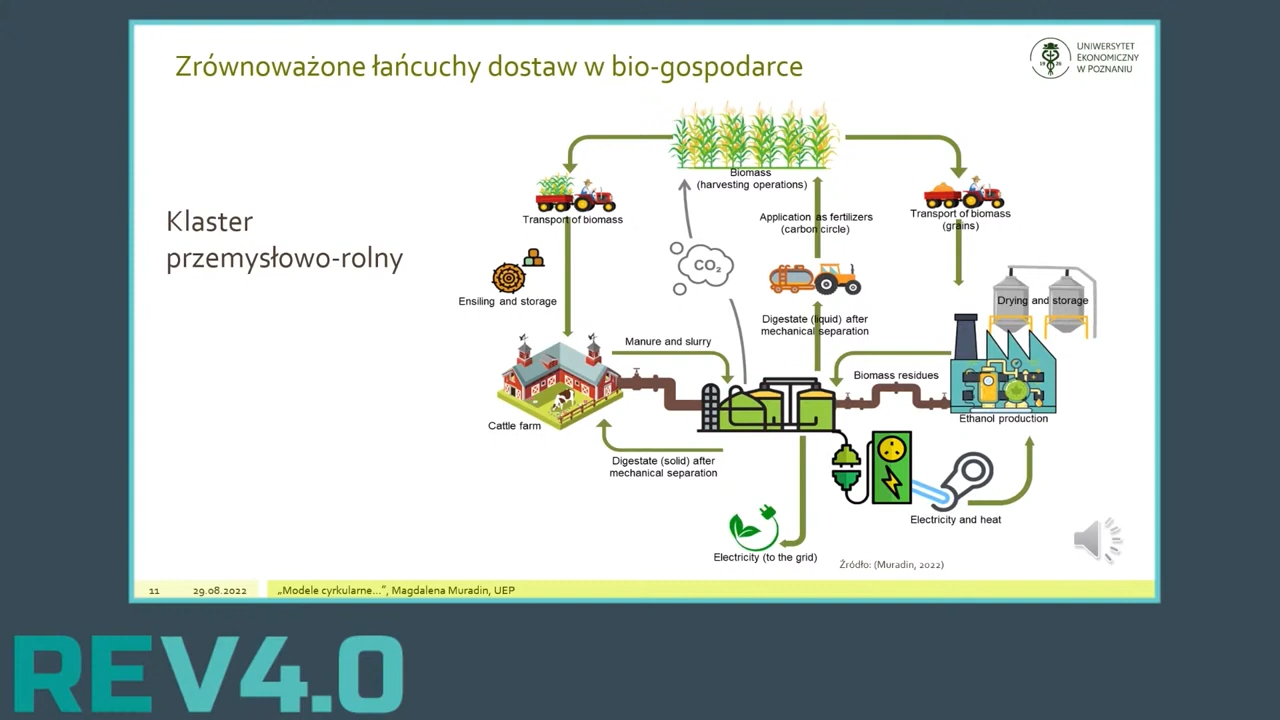 Zrównoważone łańcuchy dostaw w bio-gospodarce
UNIWERSYTET
EKONOMICZNY
W POZNANIU
19 26
Klaster
przemysłowo-rolny
Biomass
(harvesting operations)
Transport of biomass
Application as fertilizers
(carbon circle)
Transport of biomass
(grains)
CO₂
Ensiling and storage
Drying and storage
Digestate (liquid) after
mechanical separation
Manure and slurry
Biomass residues
Cattle farm
Ethanol production
Digestate (solid) after
mechanical separation
Electricity and heat
Electricity (to the grid)
Źródło: (Muradin, 2022)
11 29.08.2022 „Modele cyrkularne...”, Magdalena Muradin, UEP
REV4.0